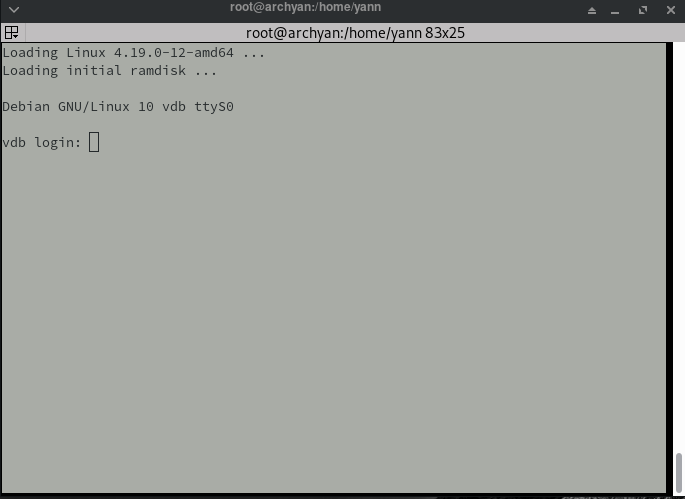 root@archyan:/home/yann
root@archyan:/home/yann 83x25
Loading Linux 4.19.0-12-amd64 ...
Loading initial ramdisk ...
Debian GNU/Linux 10 vdb ttyS0
vdb login: